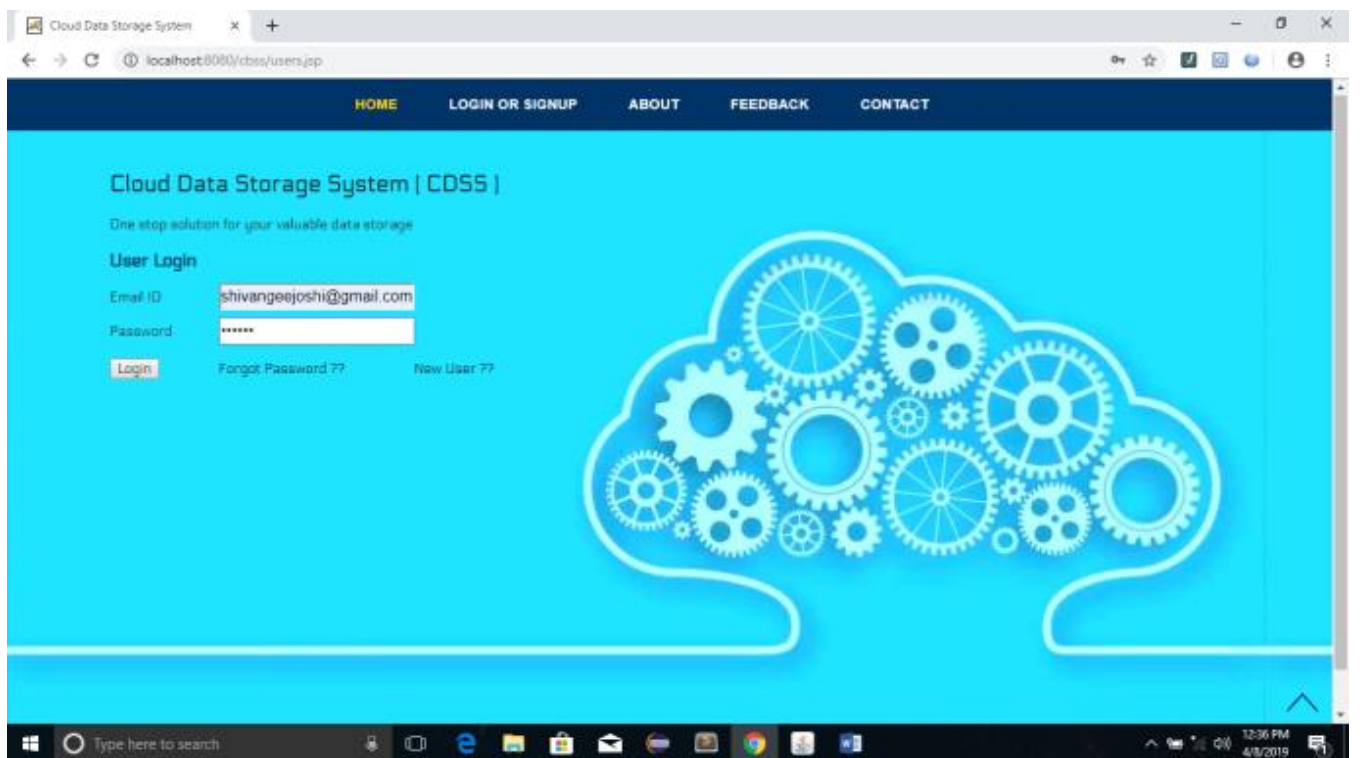 Cloud Data Storage System
localhost:8080/cbss/users.jsp
HOME LOGIN OR SIGNUP ABOUT FEEDBACK CONTACT
Cloud Data Storage System ( CDSS )
One stop solution for your valuable data storage
User Login
Email ID shivangeejoshi@gmail.com
Password ••••••
Login Forgot Password ?? New User ??
Type here to search
12:36 PM
4/8/2019